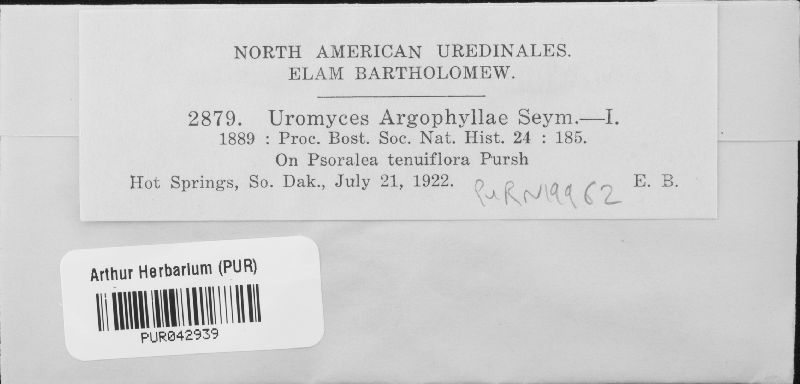 NORTH AMERICAN UREDINALES.
ELAM BARTHOLOMEW.
2879. Uromyces Argophyllae Seym.—I.
1889 : Proc. Bost. Soc. Nat. Hist. 24 : 185.
On Psoralea tenuiflora Pursh
Hot Springs, So. Dak., July 21, 1922. E. B.
PURN19962
Arthur Herbarium (PUR)
PUR042939